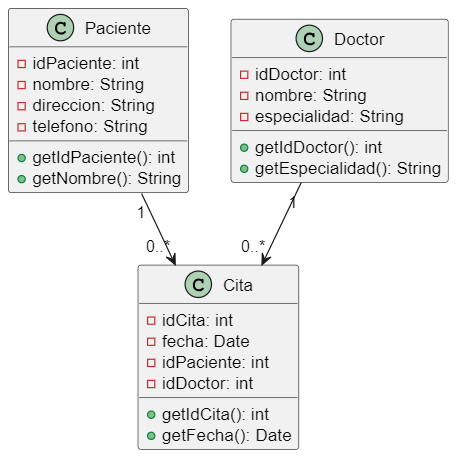 C Paciente
idPaciente: int
nombre: String
direccion: String
telefono: String
getIdPaciente(): int
getNombre(): String
C Doctor
idDoctor: int
nombre: String
especialidad: String
getIdDoctor(): int
getEspecialidad(): String
1
0..*
1
0..*
C Cita
idCita: int
fecha: Date
idPaciente: int
idDoctor: int
getIdCita(): int
getFecha(): Date